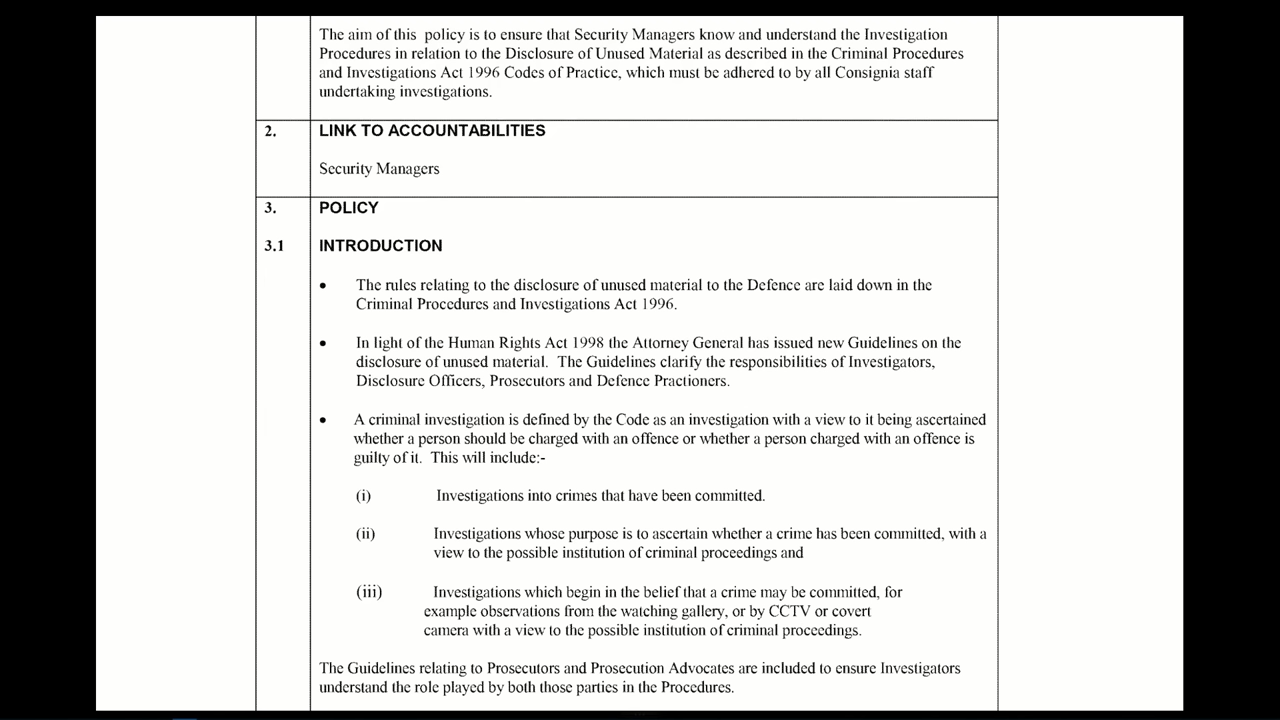 The aim of this policy is to ensure that Security Managers know and understand the Investigation
Procedures in relation to the Disclosure of Unused Material as described in the Criminal Procedures
and Investigations Act 1996 Codes of Practice, which must be adhered to by all Consignia staff
undertaking investigations.
2. LINK TO ACCOUNTABILITIES
Security Managers
3. POLICY
3.1 INTRODUCTION
• The rules relating to the disclosure of unused material to the Defence are laid down in the
Criminal Procedures and Investigations Act 1996.
• In light of the Human Rights Act 1998 the Attorney General has issued new Guidelines on the
disclosure of unused material. The Guidelines clarify the responsibilities of Investigators,
Disclosure Officers, Prosecutors and Defence Practioners.
• A criminal investigation is defined by the Code as an investigation with a view to it being ascertained
whether a person should be charged with an offence or whether a person charged with an offence is
guilty of it. This will include:-
(i) Investigations into crimes that have been committed.
(ii) Investigations whose purpose is to ascertain whether a crime has been committed, with a
view to the possible institution of criminal proceedings and
(iii) Investigations which begin in the belief that a crime may be committed, for
example observations from the watching gallery, or by CCTV or covert
camera with a view to the possible institution of criminal proceedings.
The Guidelines relating to Prosecutors and Prosecution Advocates are included to ensure Investigators
understand the role played by both those parties in the Procedures.